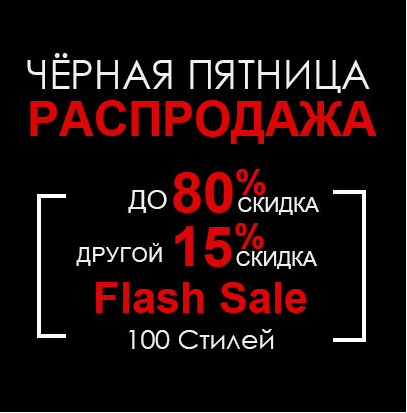 ЧЁРНАЯ ПЯТНИЦА
РАСПРОДАЖА
ДО 80% СКИДКА
ДРУГОЙ 15% СКИДКА
Flash Sale
100 Стилей